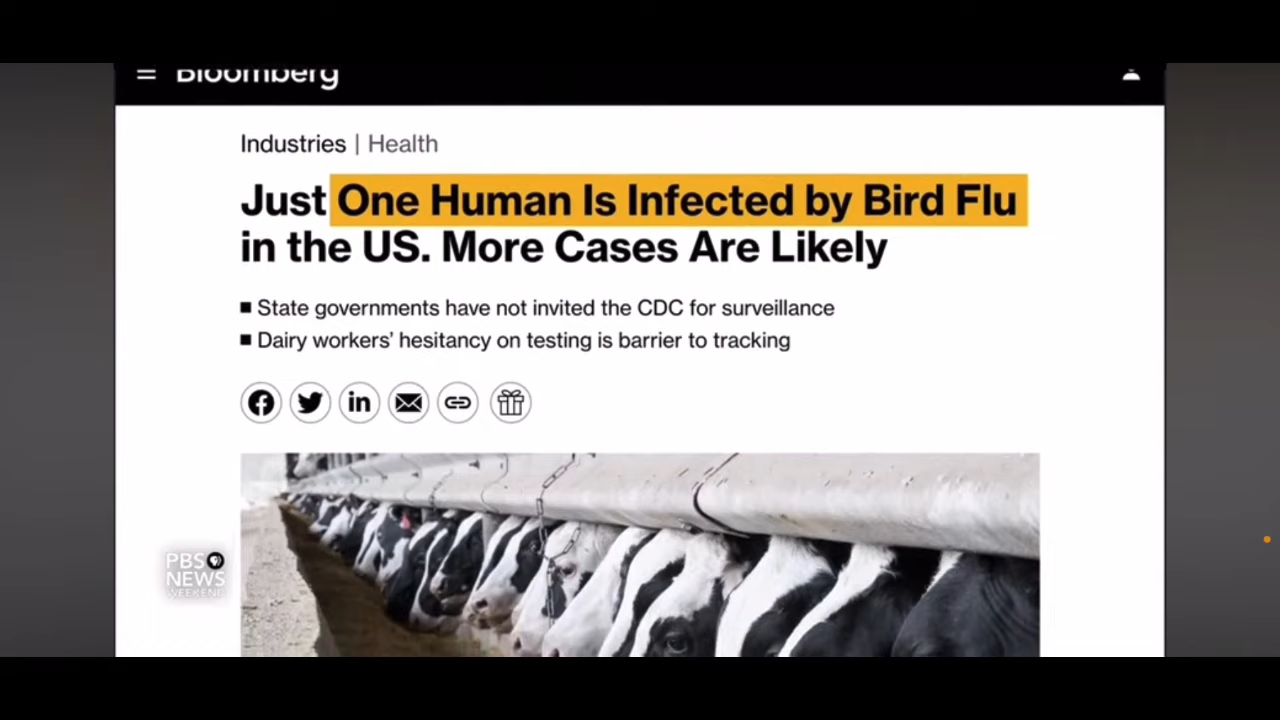 Bloomberg
Industries | Health
Just One Human Is Infected by Bird Flu
in the US. More Cases Are Likely
■ State governments have not invited the CDC for surveillance
■ Dairy workers' hesitancy on testing is barrier to tracking
in
PBS
NEWS
WEEKEND